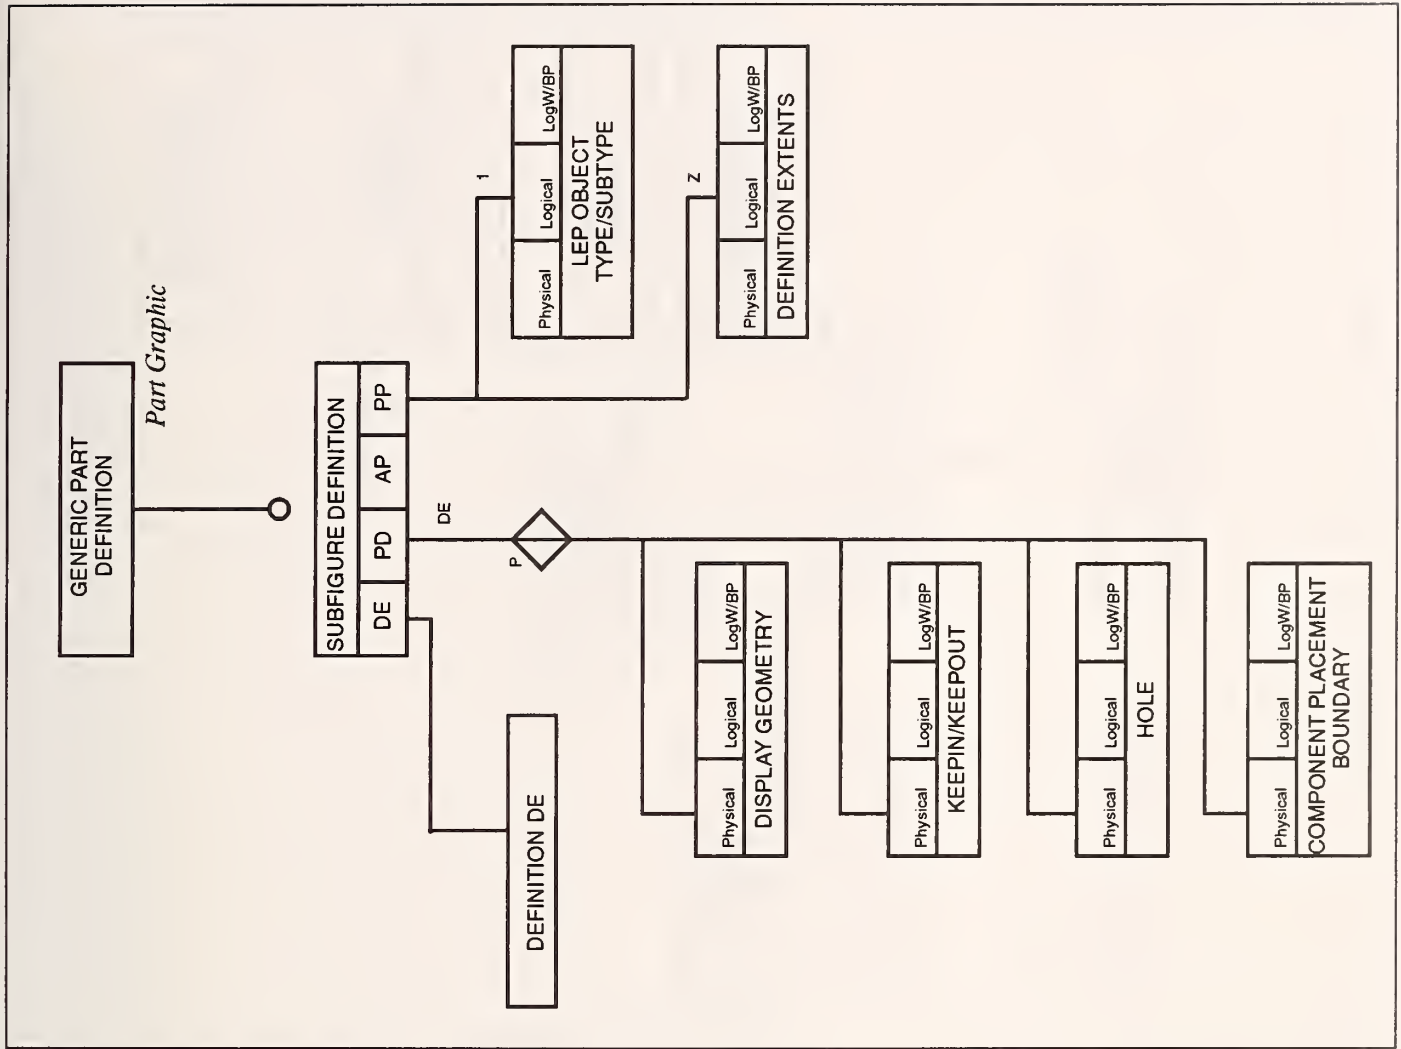 GENERIC PART
DEFINITION
Part Graphic
SUBFIGURE DEFINITION
DE PD AP PP
DEFINITION DE
DE
P
1
Physical Logical LogW/BP
LEP OBJECT
TYPE/SUBTYPE
Z
Physical Logical LogW/BP
DEFINITION EXTENTS
Physical Logical LogW/BP
DISPLAY GEOMETRY
Physical Logical LogW/BP
KEEPIN/KEEPOUT
Physical Logical LogW/BP
HOLE
Physical Logical LogW/BP
COMPONENT PLACEMENT
BOUNDARY